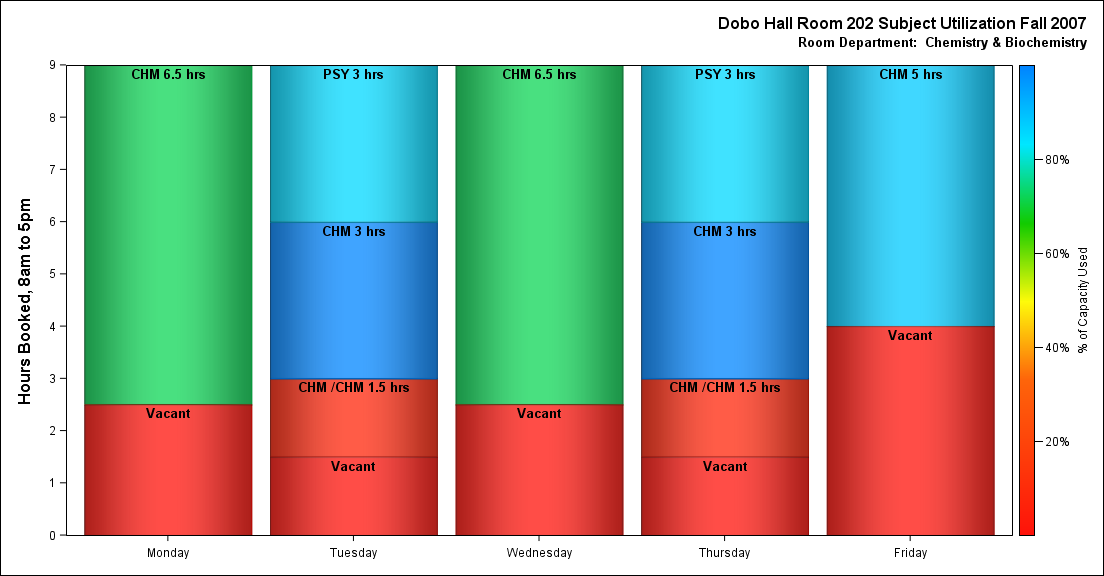 Dobo Hall Room 202 Subject Utilization Fall 2007
Room Department:  Chemistry & Biochemistry
Hours Booked, 8am to 5pm
9
8
7
6
5
4
3
2
1
0
CHM 6.5 hrs
Vacant
PSY 3 hrs
CHM 3 hrs
CHM /CHM 1.5 hrs
Vacant
CHM 6.5 hrs
Vacant
PSY 3 hrs
CHM 3 hrs
CHM /CHM 1.5 hrs
Vacant
CHM 5 hrs
Vacant
Monday
Tuesday
Wednesday
Thursday
Friday
80%
60%
40%
20%
% of Capacity Used